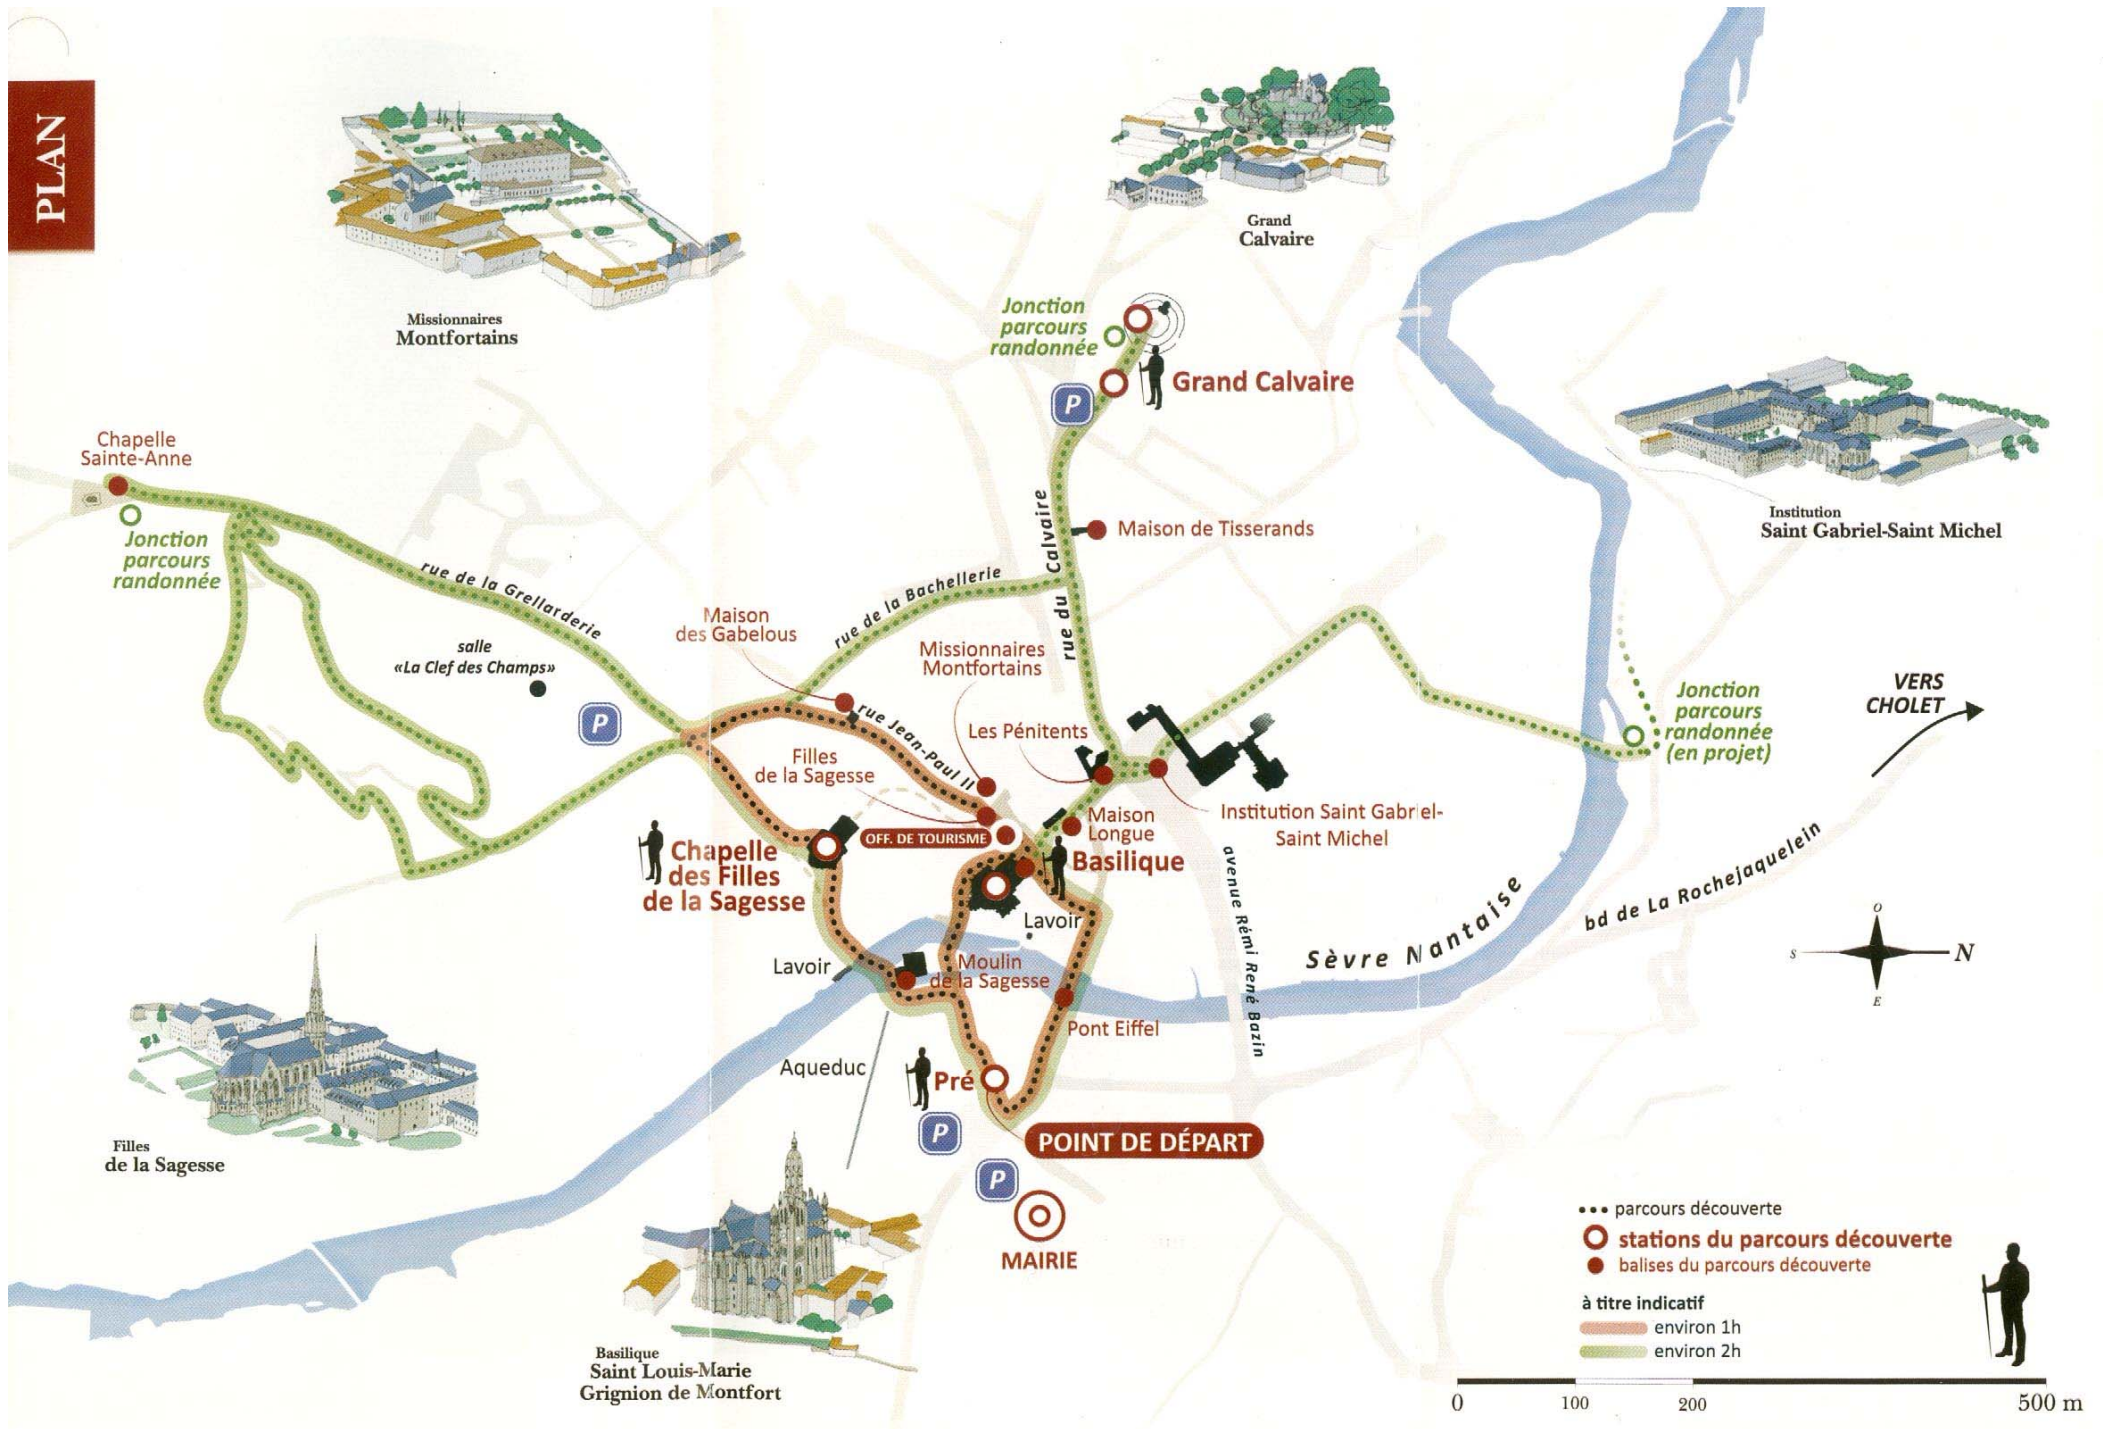 PLAN
Missionnaires
Montfortains
Grand
Calvaire
Jonction
parcours
randonnée
Grand Calvaire
P
Institution
Saint Gabriel-Saint Michel
Chapelle
Sainte-Anne
Jonction
parcours
randonnée
rue de la Grellarderie
salle
«La Clef des Champs»
P
rue du Calvaire
Maison de Tisserands
rue de la Bachellerie
Maison
des Gabelous
Missionnaires
Montfortains
rue Jean-Paul II
Les Pénitents
Filles
de la Sagesse
OFF. DE TOURISME
Maison
Longue
Institution Saint Gabriel-
Saint Michel
Jonction
parcours
randonnée
(en projet)
VERS
CHOLET
Chapelle
des Filles
de la Sagesse
Basilique
Lavoir
avenue Rémi René Bazin
Sèvre Nantaise
bd de La Rochejaquelein
O
S
N
E
Lavoir
Moulin
de la Sagesse
Pont Eiffel
Aqueduc
Pré
P
POINT DE DÉPART
P
MAIRIE
Filles
de la Sagesse
Basilique
Saint Louis-Marie
Grignion de Montfort
parcours découverte
stations du parcours découverte
balises du parcours découverte
à titre indicatif
environ 1h
environ 2h
0 100 200 500 m